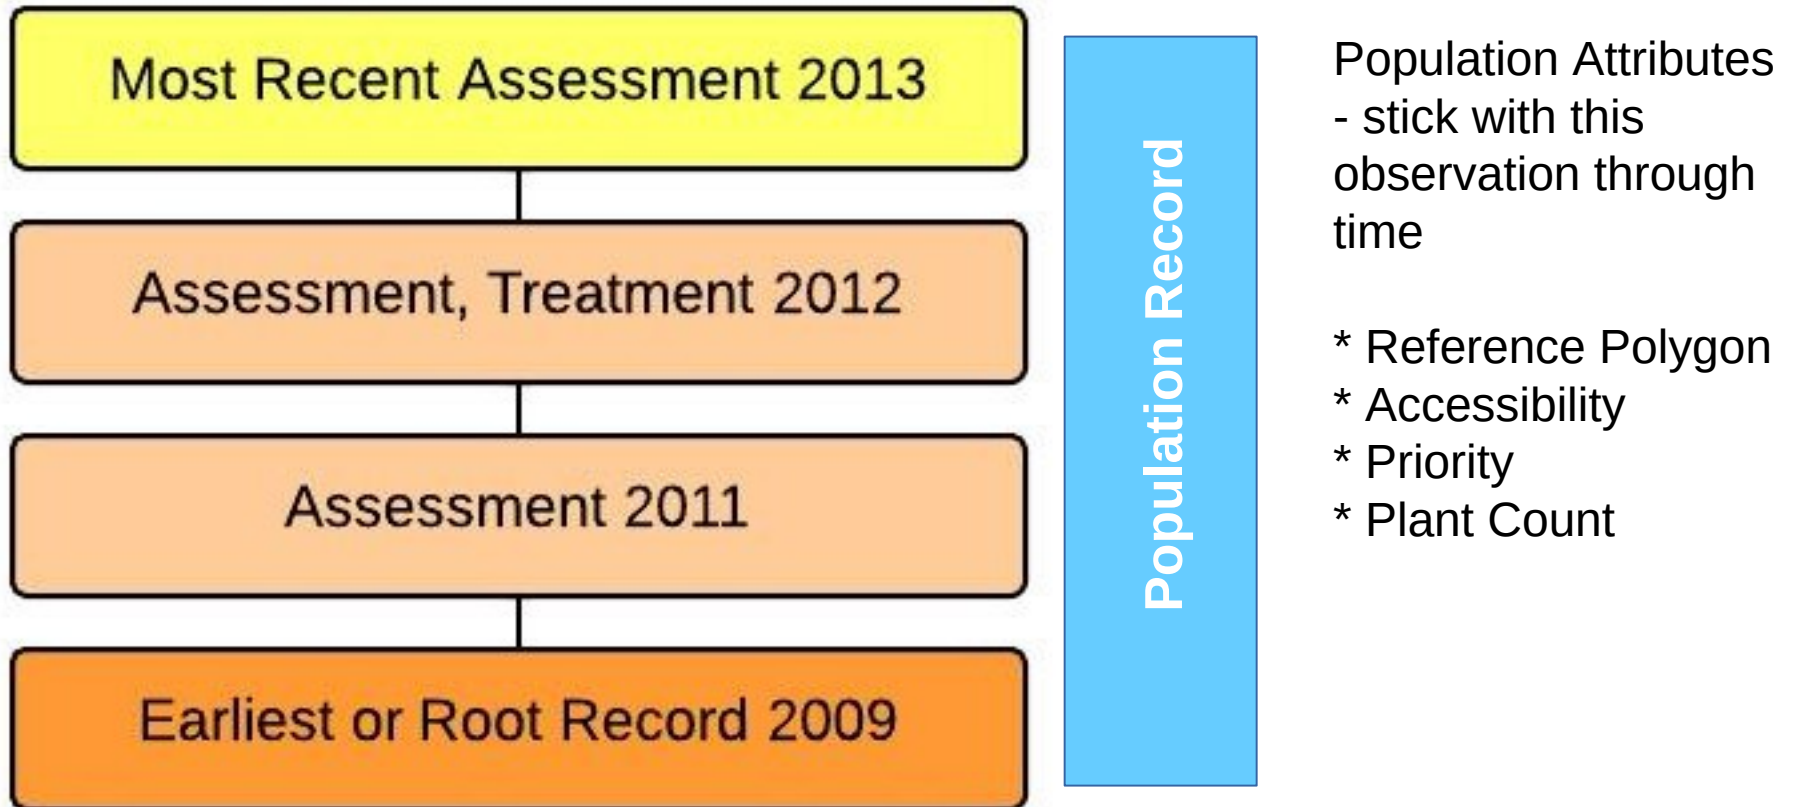 Most Recent Assessment 2013
Assessment, Treatment 2012
Assessment 2011
Earliest or Root Record 2009
Population Record
Population Attributes
- stick with this
observation through
time
* Reference Polygon
* Accessibility
* Priority
* Plant Count